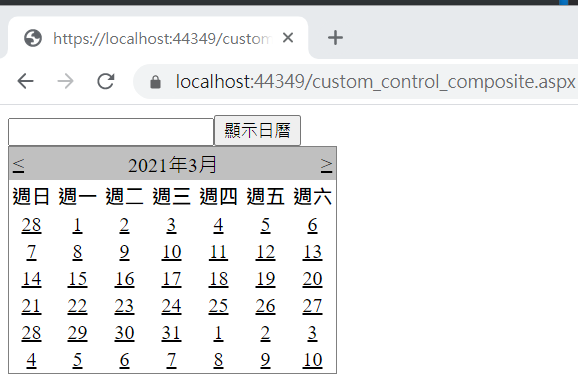 https://localhost:44349/custom
localhost:44349/custom_control_composite.aspx
顯示日曆
< 2021年3月 >
週日 週一 週二 週三 週四 週五 週六
28 1 2 3 4 5 6
7 8 9 10 11 12 13
14 15 16 17 18 19 20
21 22 23 24 25 26 27
28 29 30 31 1 2 3
4 5 6 7 8 9 10